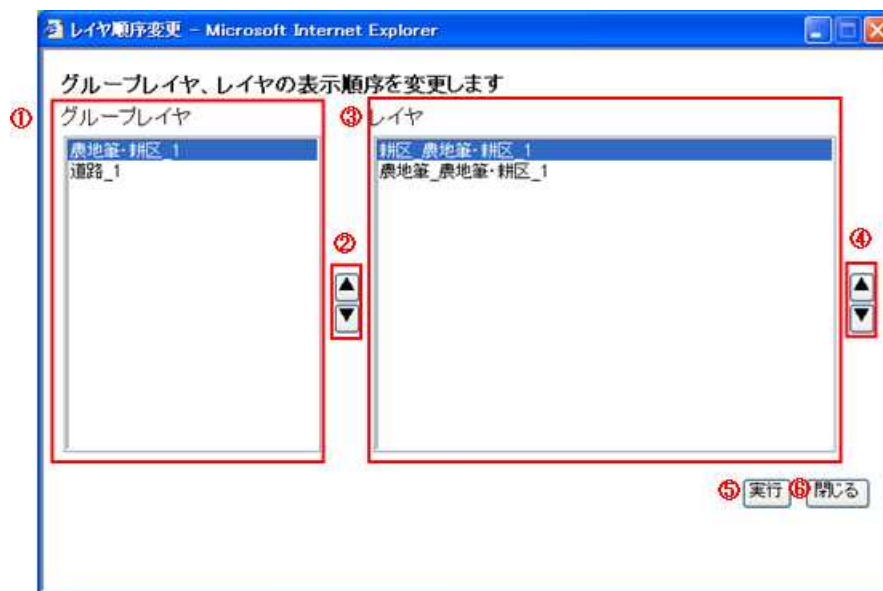 レイヤ順序変更 - Microsoft Internet Explorer
グループレイヤ、レイヤの表示順序を変更します
① グループレイヤ ③ レイヤ
農地筆・耕区_1 耕区_農地筆・耕区_1
道路_1 農地筆_農地筆・耕区_1
② ④
▲ ▲
▼ ▼
⑤ 実行 ⑥ 閉じる